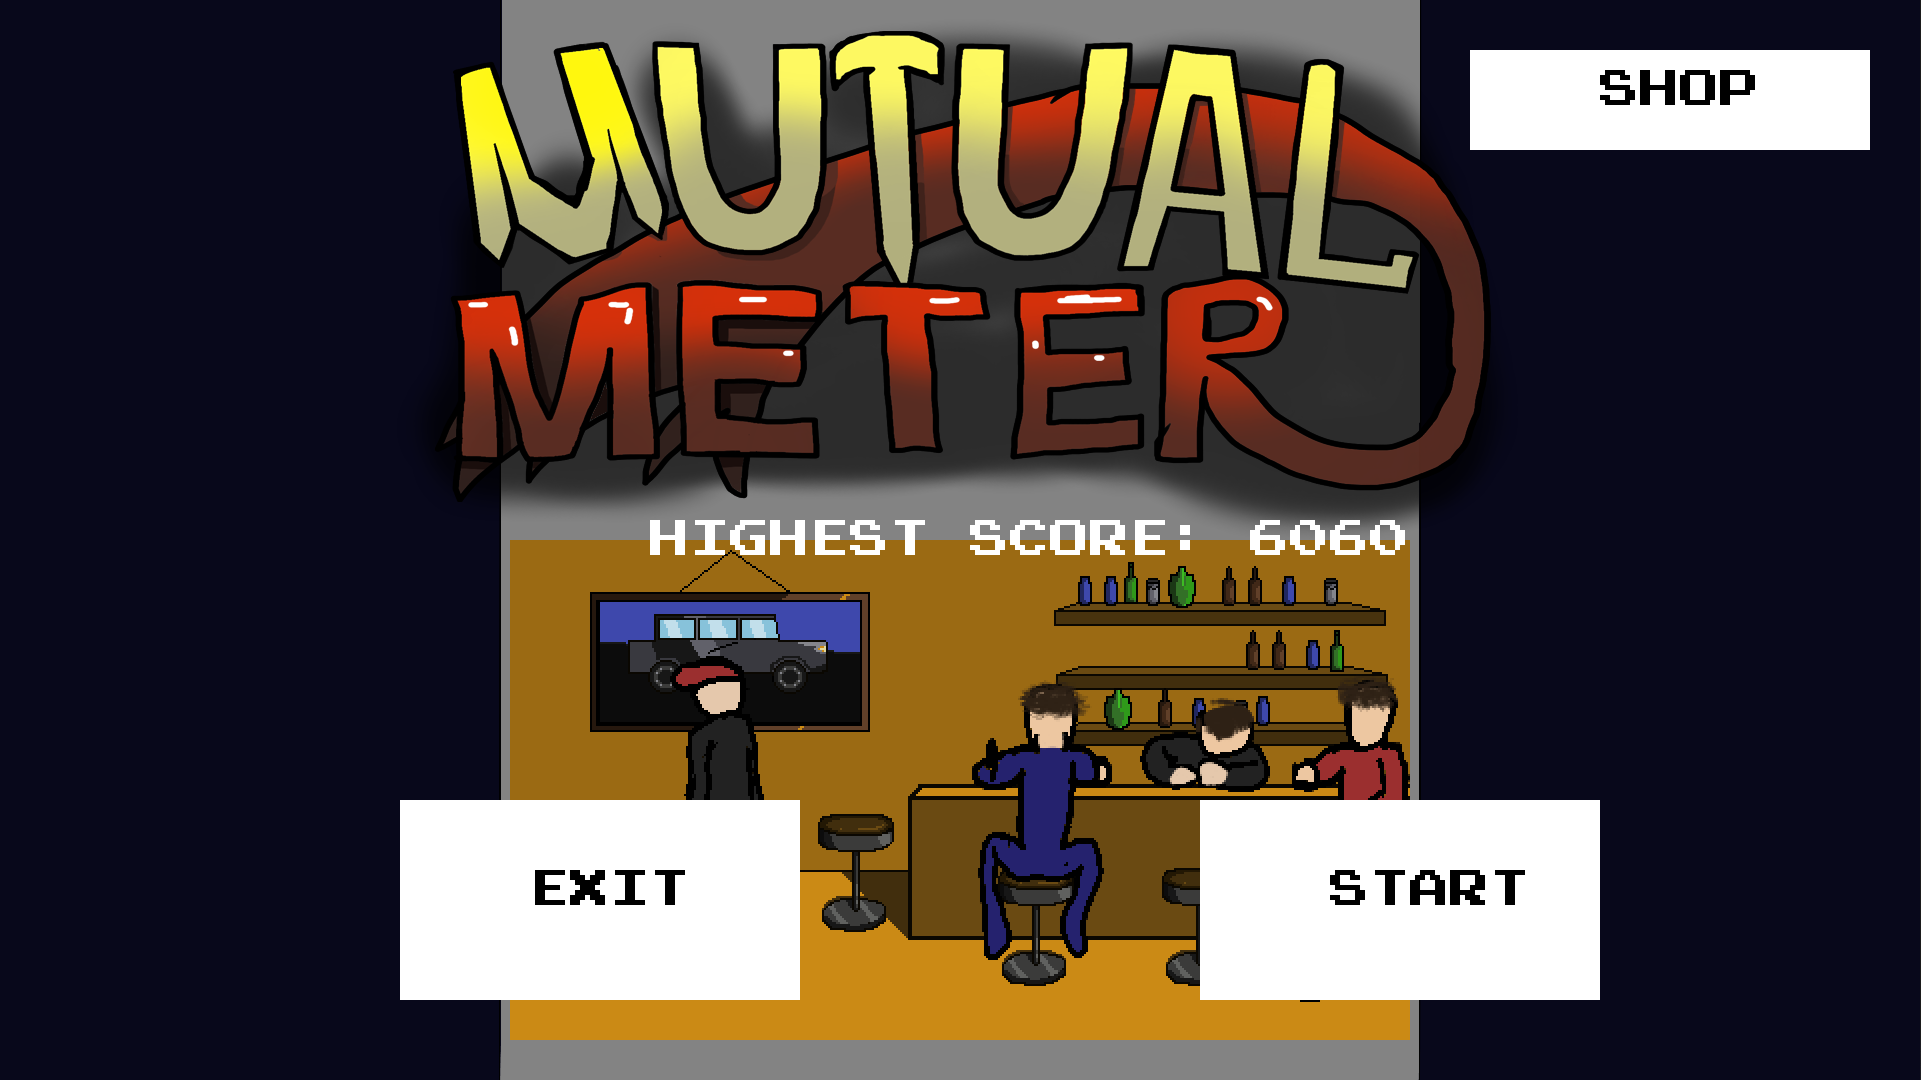 MUTUAL
METER
SHOP
HIGHEST SCORE: 6060
EXIT
START